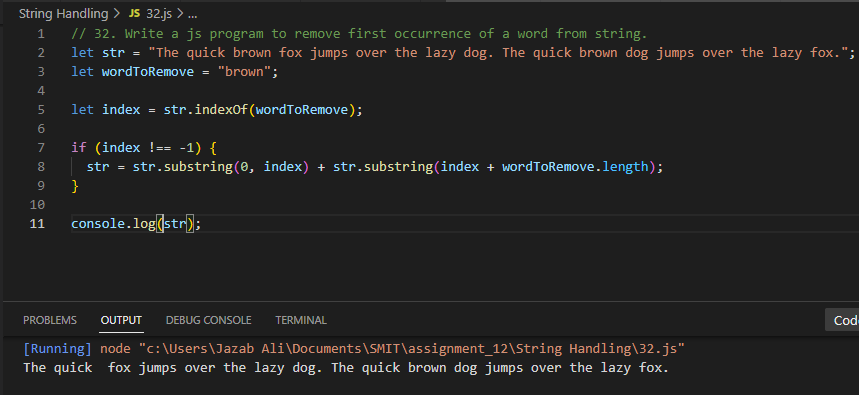 String Handling > JS 32.js > ...
1 // 32. Write a js program to remove first occurrence of a word from string.
2 let str = "The quick brown fox jumps over the lazy dog. The quick brown dog jumps over the lazy fox.";
3 let wordToRemove = "brown";
4
5 let index = str.indexOf(wordToRemove);
6
7 if (index !== -1) {
8   str = str.substring(0, index) + str.substring(index + wordToRemove.length);
9 }
10
11 console.log(str);
PROBLEMS OUTPUT DEBUG CONSOLE TERMINAL
[Running] node "c:\Users\Jazab Ali\Documents\SMIT\assignment_12\String Handling\32.js"
The quick  fox jumps over the lazy dog. The quick brown dog jumps over the lazy fox.